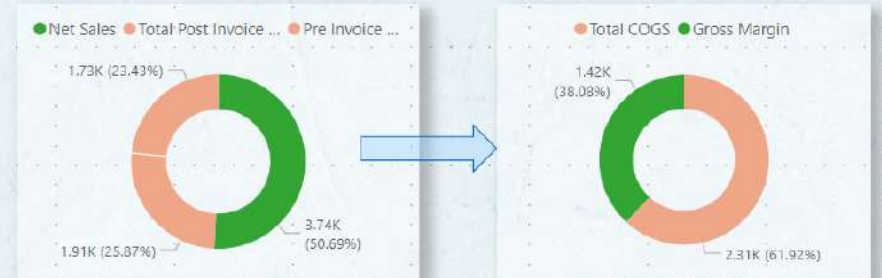 Net Sales Total Post Invoice ... Pre Invoice ...
1.73K (23.43%)
3.74K
(50.69%)
1.91K (25.87%)
Total COGS Gross Margin
1.42K
(38.08%)
2.31K (61.92%)